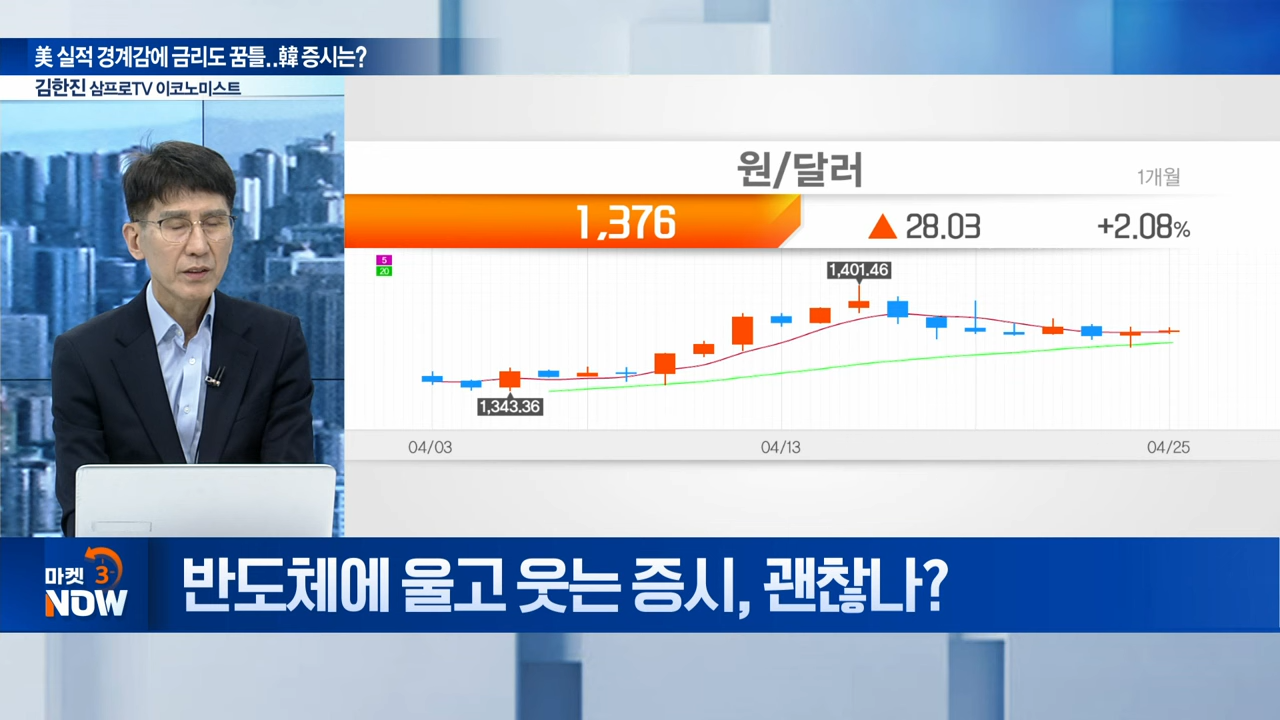 美 실적 경계감에 금리도 꿈틀..韓 증시는?
김한진 삼프로TV 이코노미스트
원/달러
1개월
1,376
▲ 28.03
+2.08%
5
20
1,401.46
1,343.36
04/03
04/13
04/25
마켓 3
NOW
반도체에 울고 웃는 증시, 괜찮나?